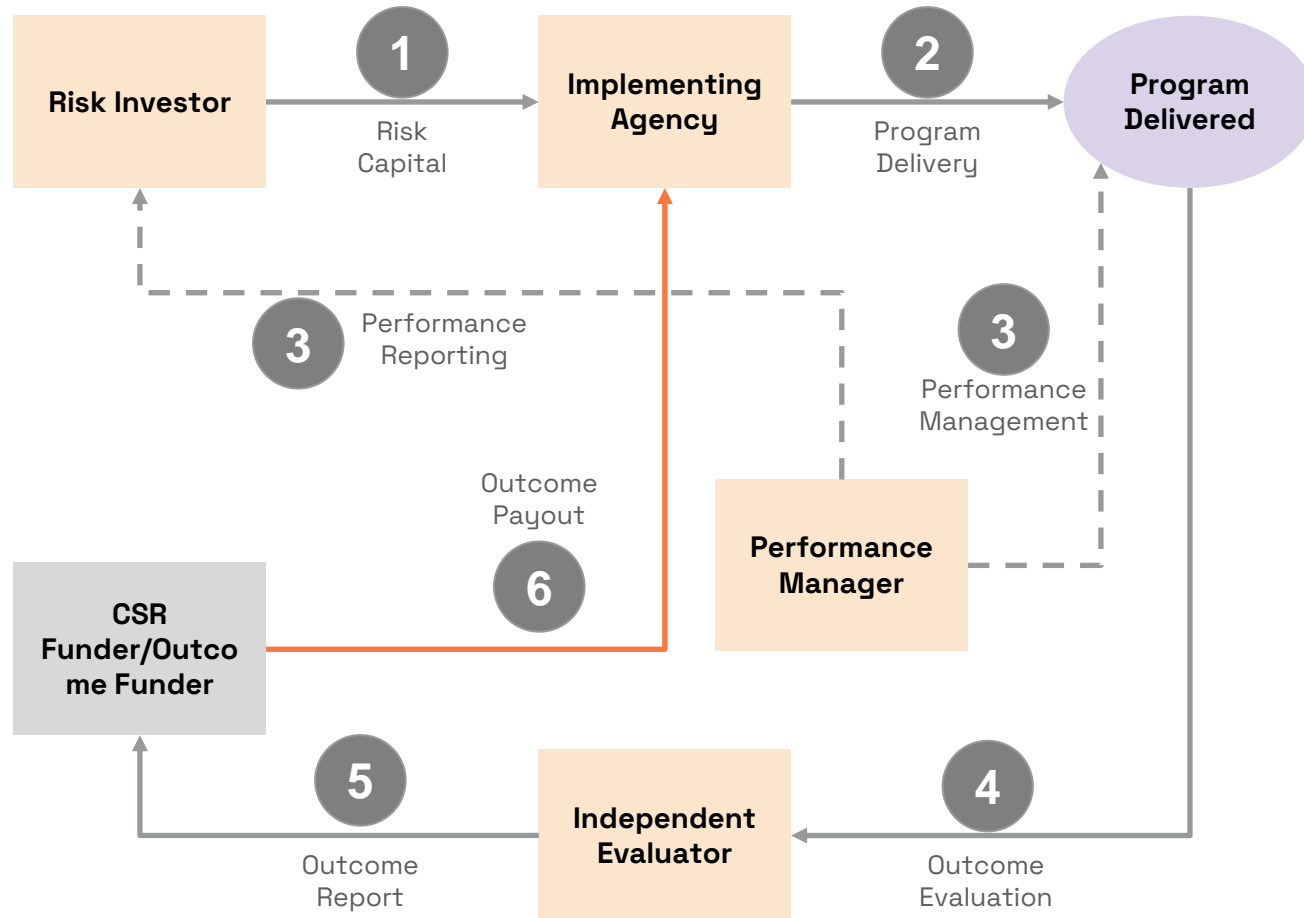 Risk Investor
1
Risk
Capital
Implementing
Agency
2
Program
Delivery
Program
Delivered
3
Performance
Reporting
3
Performance
Management
Outcome
Payout
6
Performance
Manager
CSR
Funder/Outco
me Funder
5
Outcome
Report
Independent
Evaluator
4
Outcome
Evaluation